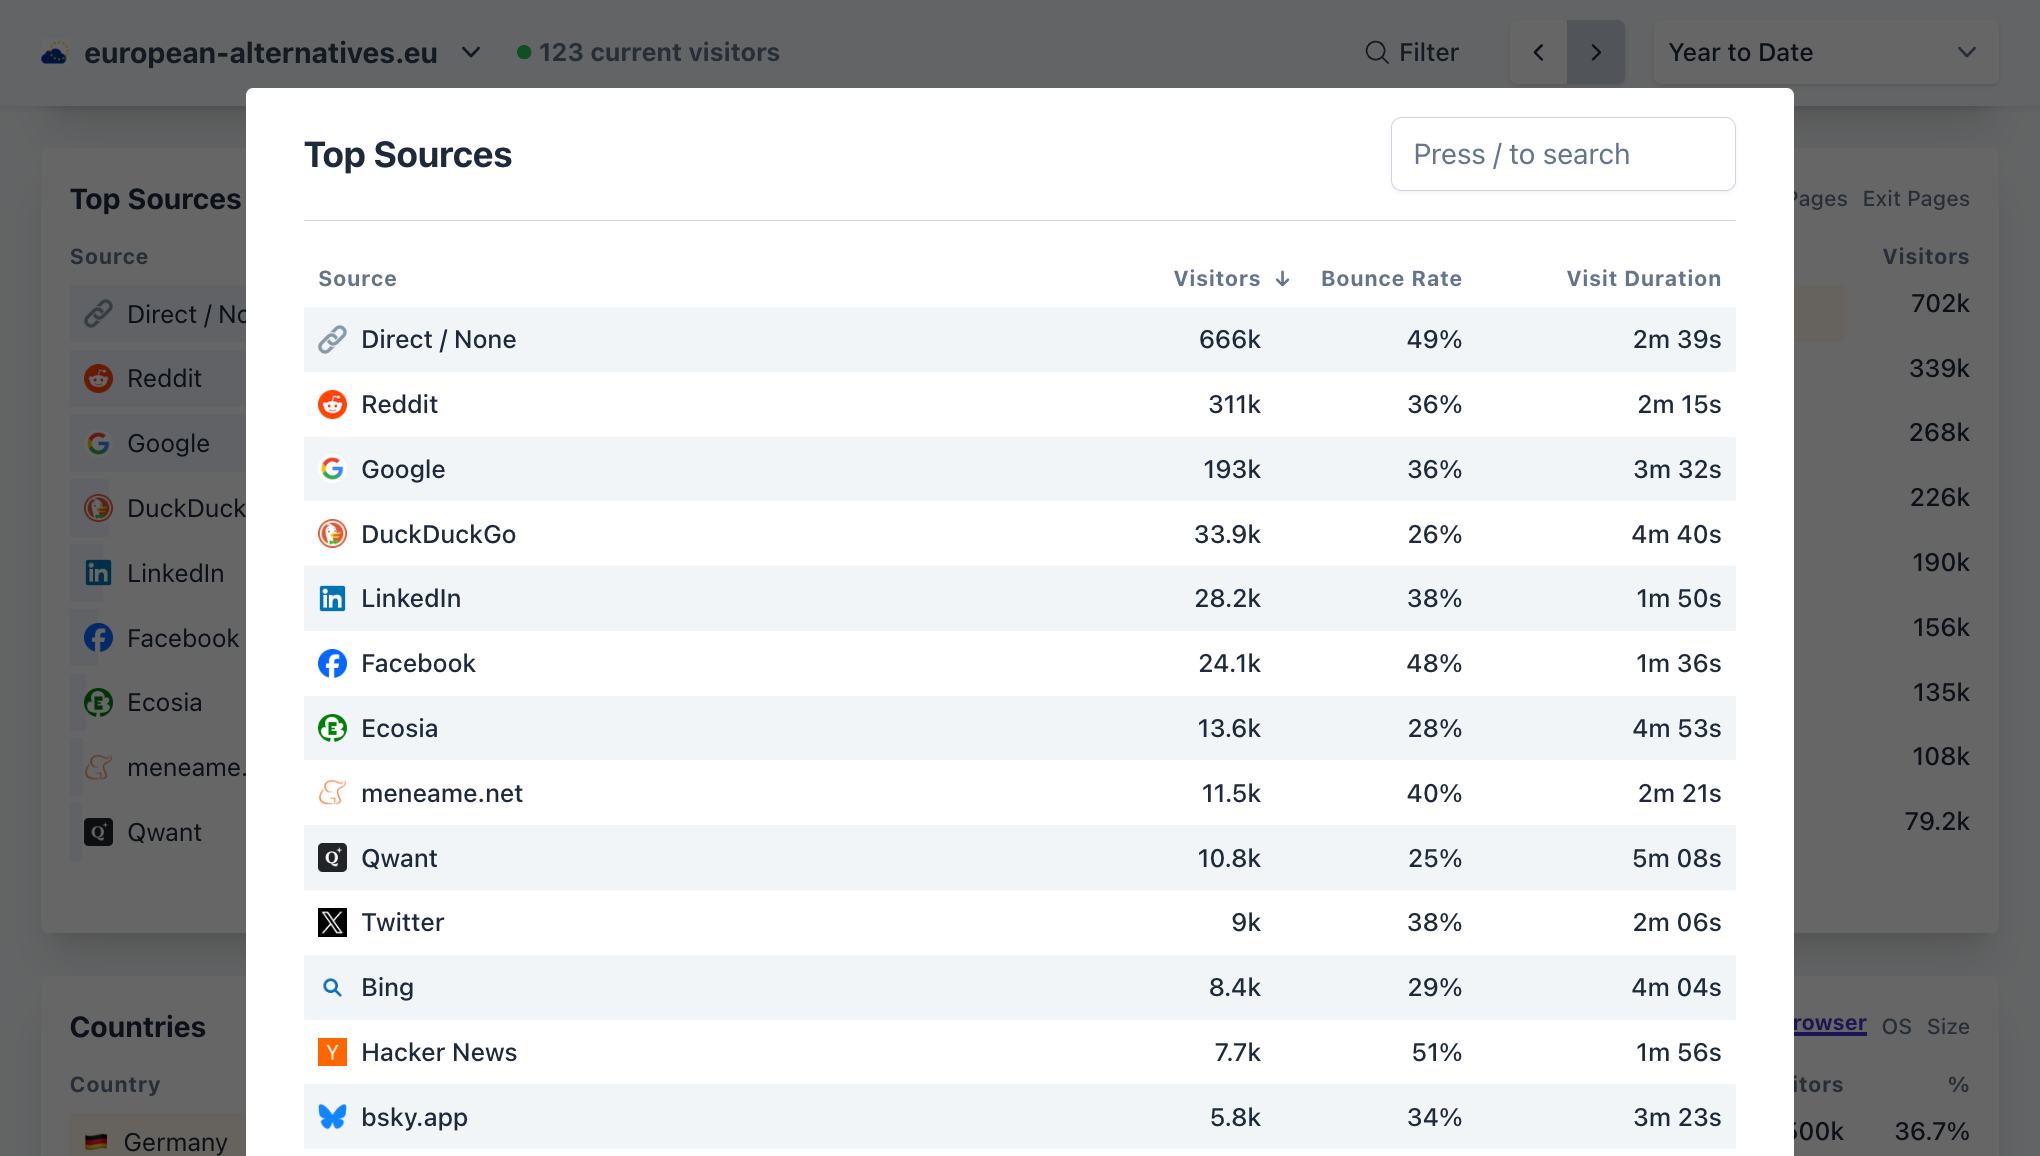 european-alternatives.eu
123 current visitors
Filter
Year to Date
Top Sources
Press / to search
Source Visitors ↓ Bounce Rate Visit Duration
Direct / None 666k 49% 2m 39s
Reddit 311k 36% 2m 15s
Google 193k 36% 3m 32s
DuckDuckGo 33.9k 26% 4m 40s
LinkedIn 28.2k 38% 1m 50s
Facebook 24.1k 48% 1m 36s
Ecosia 13.6k 28% 4m 53s
meneame.net 11.5k 40% 2m 21s
Qwant 10.8k 25% 5m 08s
Twitter 9k 38% 2m 06s
Bing 8.4k 29% 4m 04s
Hacker News 7.7k 51% 1m 56s
bsky.app 5.8k 34% 3m 23s
Top Sources
Source
Direct /
Reddit
Google
DuckDuck
LinkedIn
Facebook
Ecosia
meneame.
Qwant
Countries
Country
Germany
Pages Exit Pages
Visitors
702k
339k
268k
226k
190k
156k
135k
108k
79.2k
rowser OS Size
itors %
500k 36.7%